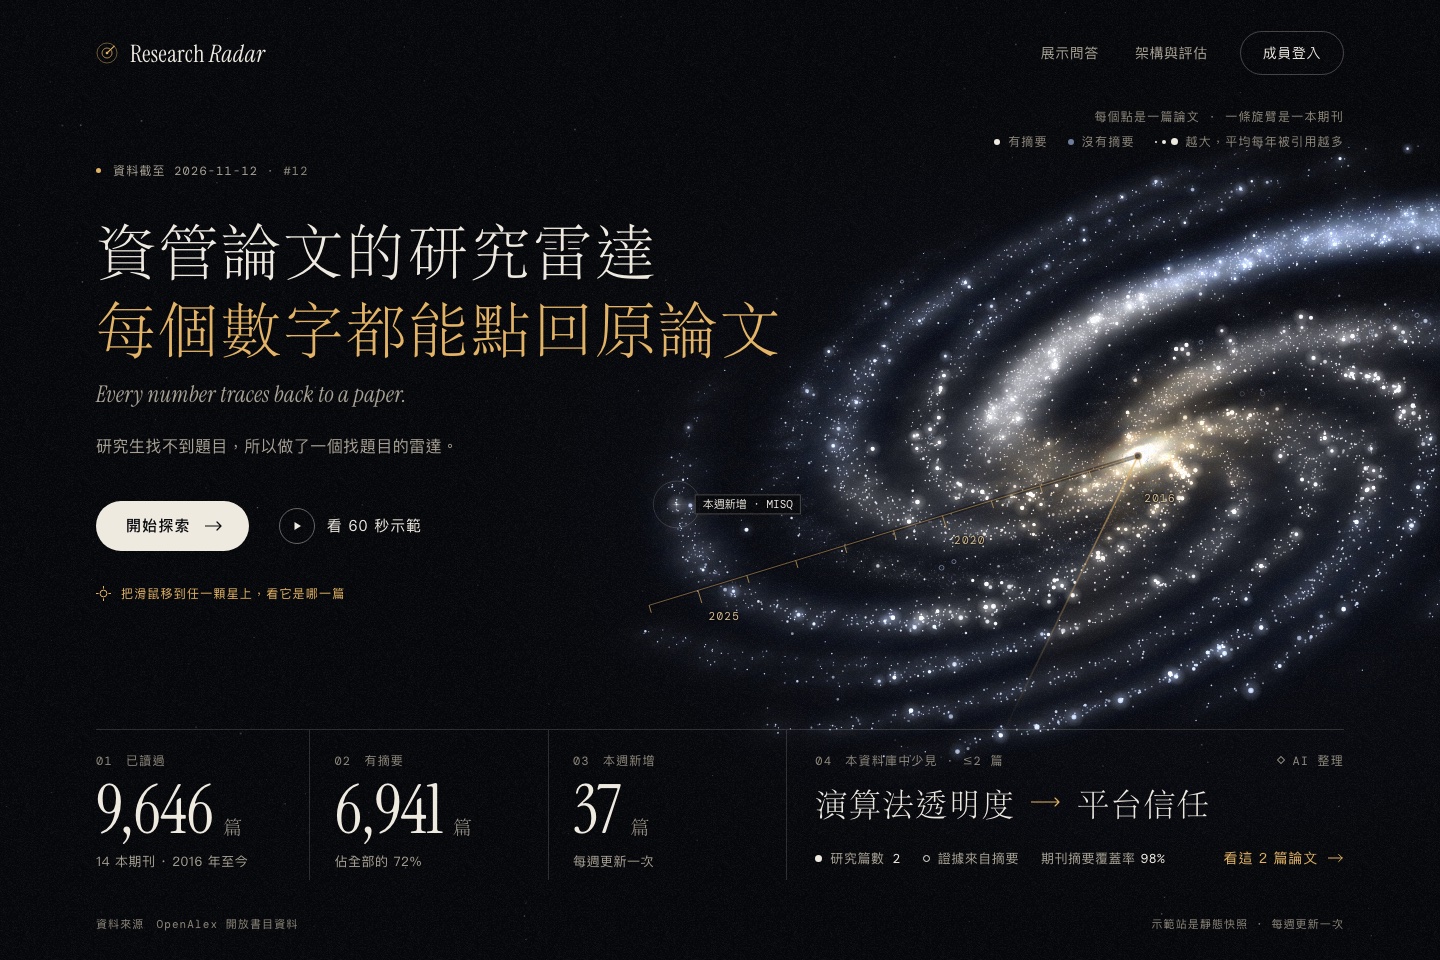 Research Radar
展示問答
架構與評估
成員登入
每個點是一篇論文 · 一條旋臂是一本期刊
有摘要 沒有摘要 越大，平均每年被引用越多
資料截至 2026-11-12 · #12
資管論文的研究雷達
每個數字都能點回原論文
Every number traces back to a paper.
研究生找不到題目，所以做了一個找題目的雷達。
本週新增 · MISQ
2016
開始探索 →
看 60 秒示範
2020
把滑鼠移到任一顆星上，看它是哪一篇
2025
01 已讀過
9,646 篇
14 本期刊 · 2016 年至今
02 有摘要
6,941 篇
佔全部的 72%
03 本週新增
37 篇
每週更新一次
04 本資料庫中少見 · ≤2 篇
◇ AI 整理
演算法透明度 → 平台信任
研究篇數 2 證據來自摘要 期刊摘要覆蓋率 98%
看這 2 篇論文 →
資料來源 OpenAlex 開放書目資料
示範站是靜態快照 · 每週更新一次